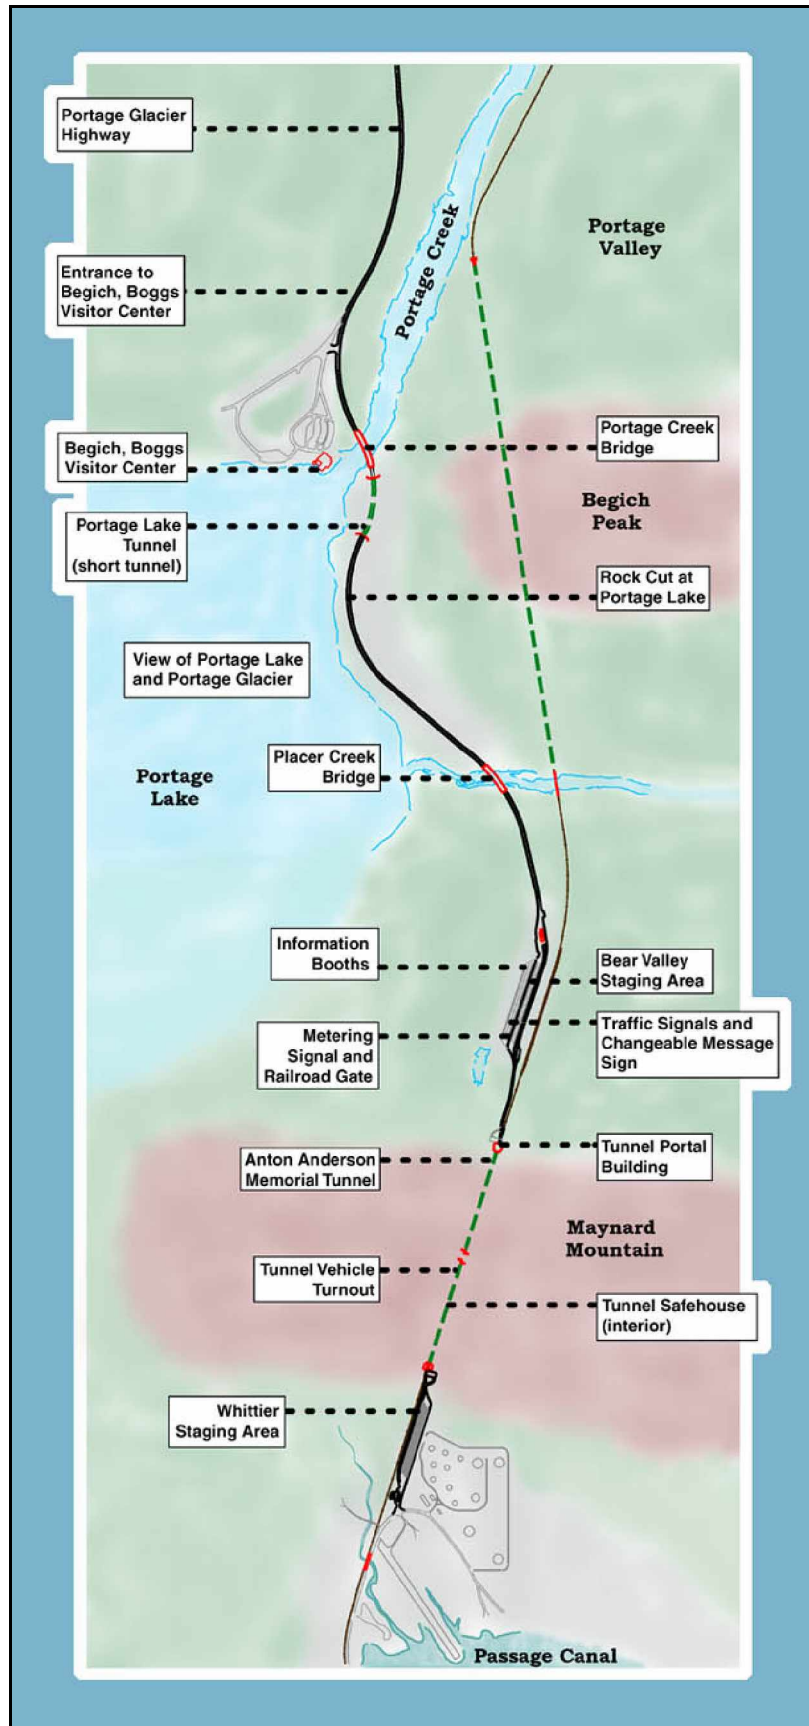 Portage Glacier
Highway
Portage Creek
Portage
Valley
Entrance to
Begich, Boggs
Visitor Center
Portage Creek
Bridge
Begich, Boggs
Visitor Center
Begich
Peak
Portage Lake
Tunnel
(short tunnel)
Rock Cut at
Portage Lake
View of Portage Lake
and Portage Glacier
Placer Creek
Bridge
Portage
Lake
Information
Booths
Bear Valley
Staging Area
Traffic Signals and
Changeable Message
Sign
Metering
Signal and
Railroad Gate
Tunnel Portal
Building
Anton Anderson
Memorial Tunnel
Maynard
Mountain
Tunnel Vehicle
Turnout
Tunnel Safehouse
(interior)
Whittier
Staging Area
Passage Canal